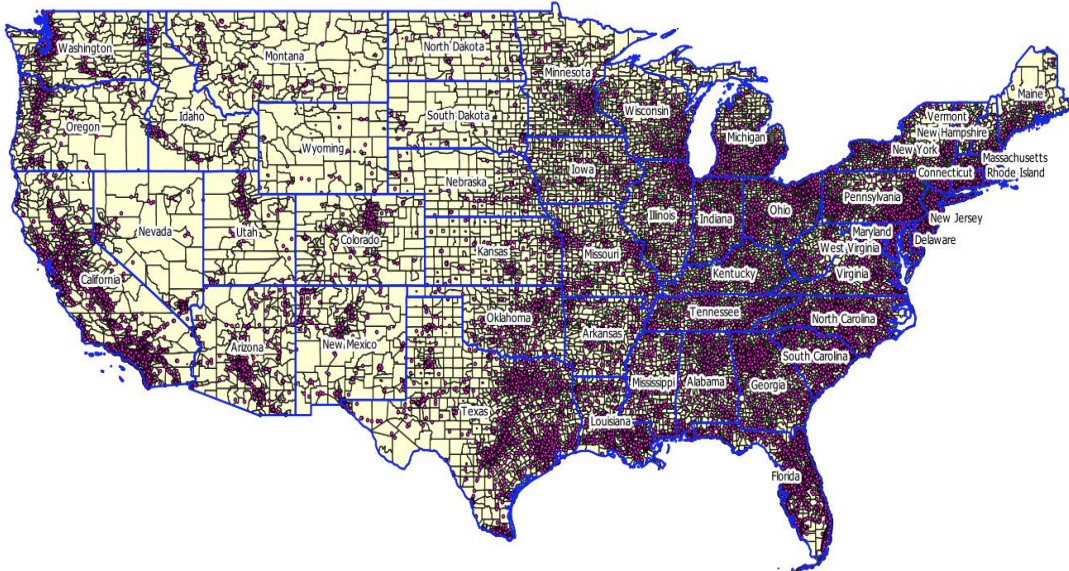 Washington
Montana
North Dakota
Minnesota
Maine
Oregon
Idaho
South Dakota
Wisconsin
Michigan
Vermont
New Hampshire
New York
Massachusetts
Wyoming
Connecticut
Rhode Island
Iowa
Nebraska
Pennsylvania
Nevada
Utah
Colorado
Kansas
Illinois
Indiana
Ohio
New Jersey
Maryland
Delaware
West Virginia
Virginia
California
Missouri
Kentucky
Tennessee
North Carolina
Oklahoma
Arkansas
Arizona
New Mexico
South Carolina
Mississippi
Alabama
Georgia
Texas
Louisiana
Florida